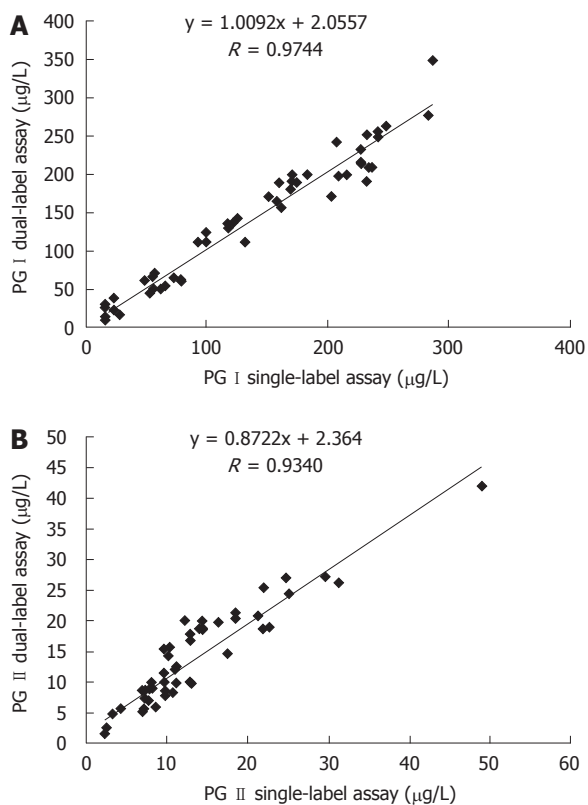 A
y = 1.0092x + 2.0557
R = 0.9744
PG Ⅰ dual-label assay (μg/L)
400
350
300
250
200
150
100
50
0
0 100 200 300 400
PG Ⅰ single-label assay (μg/L)
B
y = 0.8722x + 2.364
R = 0.9340
PG Ⅱ dual-label assay (μg/L)
50
45
40
35
30
25
20
15
10
5
0
0 10 20 30 40 50 60
PG Ⅱ single-label assay (μg/L)